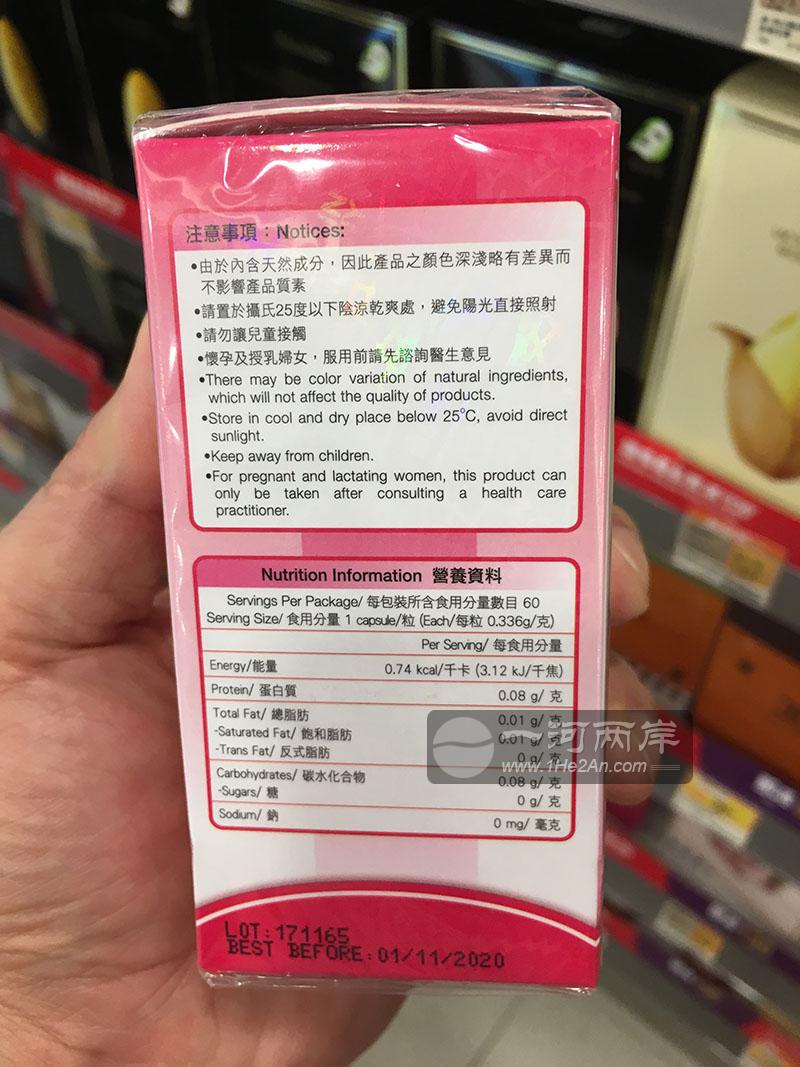 注意事項：Notices:
•由於內含天然成分，因此產品之顏色深淺略有差異而
不影響產品質素
•請置於攝氏25度以下陰涼乾爽處，避免陽光直接照射
•請勿讓兒童接觸
•懷孕及授乳婦女，服用前請先諮詢醫生意見
•There may be color variation of natural ingredients,
which will not affect the quality of products.
•Store in cool and dry place below 25°C, avoid direct
sunlight.
•Keep away from children.
•For pregnant and lactating women, this product can
only be taken after consulting a health care
practitioner.
Nutrition Information 營養資料
Servings Per Package/ 每包裝所含食用分量數目 60
Serving Size/ 食用分量 1 capsule/粒 (Each/每粒 0.336g/克)
Per Serving/ 每食用分量
Energy/能量 0.74 kcal/千卡 (3.12 kJ/千焦)
Protein/ 蛋白質 0.08 g/ 克
Total Fat/ 總脂肪 0.01 g/ 克
-Saturated Fat/ 飽和脂肪 0.01 g/ 克
-Trans Fat/ 反式脂肪 0 g/ 克
Carbohydrates/ 碳水化合物 0.08 g/ 克
-Sugars/ 糖 0 g/ 克
Sodium/ 鈉 0 mg/ 毫克
一河两岸
www.1He2An.com
LOT:171165
BEST BEFORE:01/11/2020